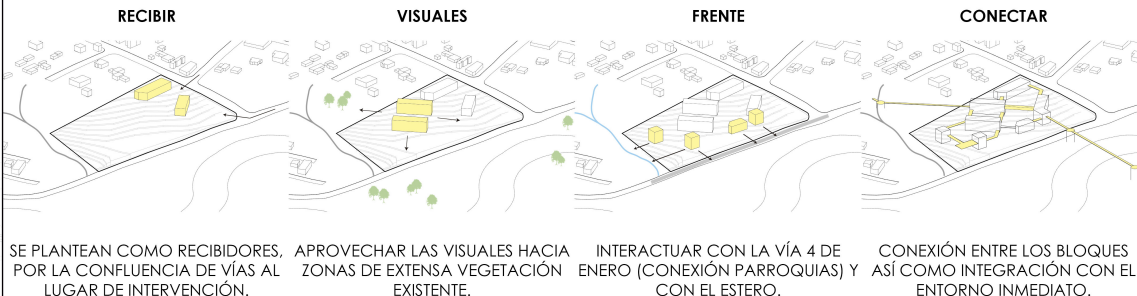 RECIBIR
SE PLANTEAN COMO RECIBIDORES,
POR LA CONFLUENCIA DE VÍAS AL
LUGAR DE INTERVENCIÓN.
VISUALES
APROVECHAR LAS VISUALES HACIA
ZONAS DE EXTENSA VEGETACIÓN
EXISTENTE.
FRENTE
INTERACTUAR CON LA VÍA 4 DE
ENERO (CONEXIÓN PARROQUIAS) Y
CON EL ESTERO.
CONECTAR
CONEXIÓN ENTRE LOS BLOQUES
ASÍ COMO INTEGRACIÓN CON EL
ENTORNO INMEDIATO.